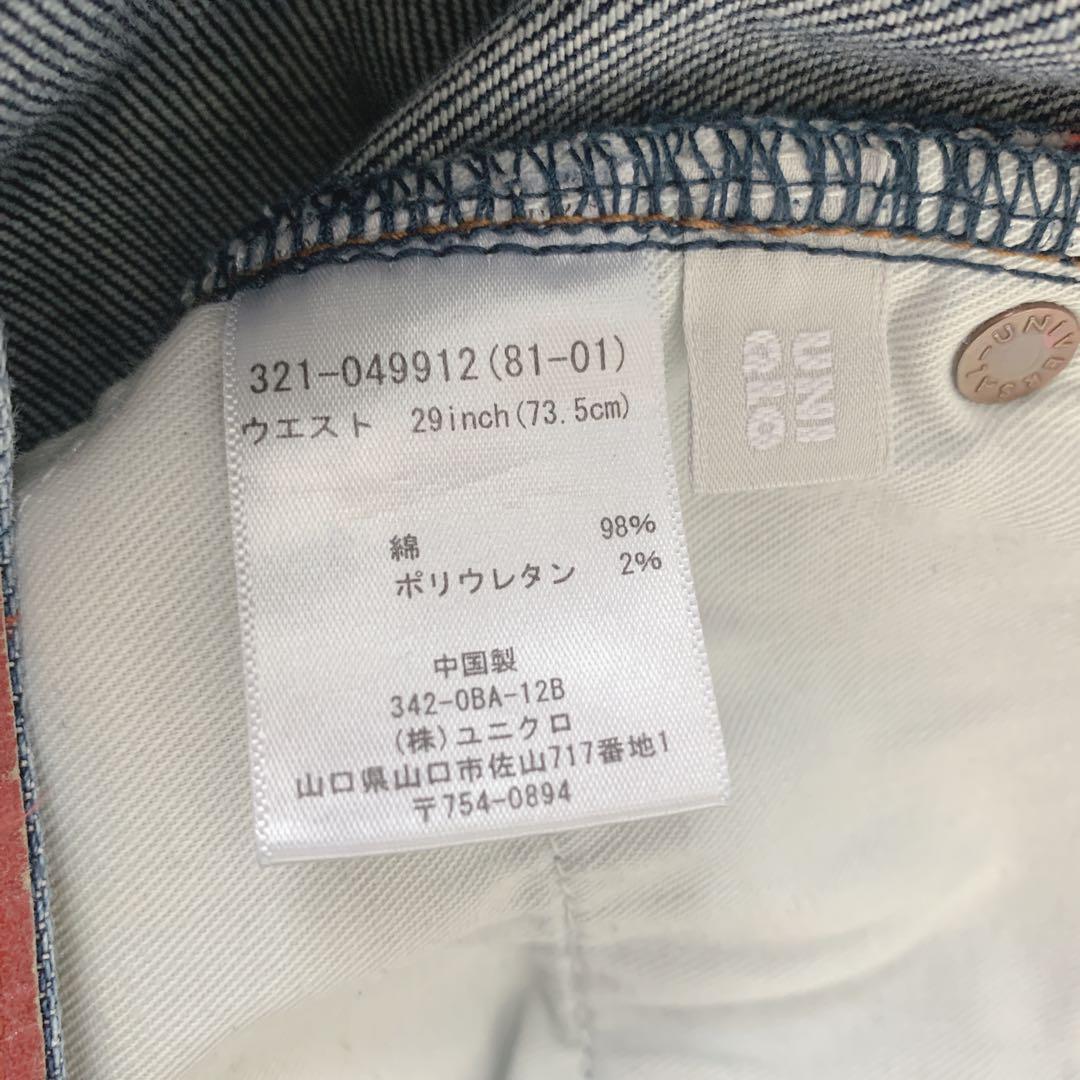 321-049912(81-01)
ウエスト 29inch(73.5cm)
綿 98%
ポリウレタン 2%
中国製
342-0BA-12B
(株)ユニクロ
山口県山口市佐山717番地1
〒754-0894
UNI
QLO
UNIVERSAL